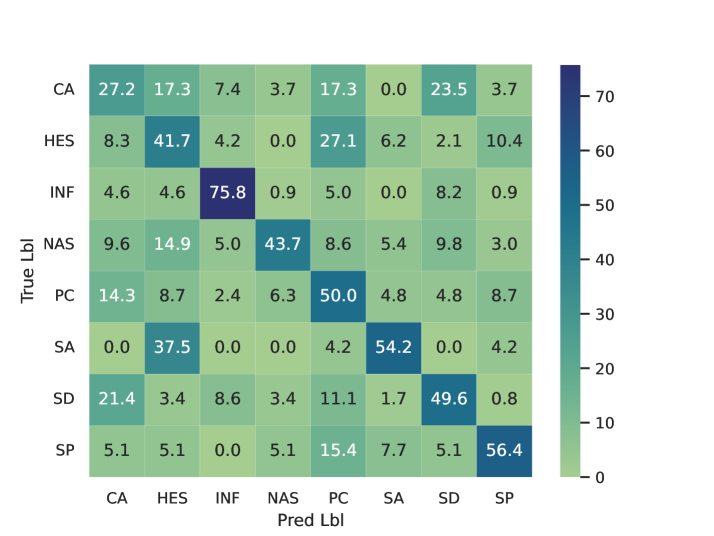 CA 27.2 17.3 7.4 3.7 17.3 0.0 23.5 3.7
HES 8.3 41.7 4.2 0.0 27.1 6.2 2.1 10.4
INF 4.6 4.6 75.8 0.9 5.0 0.0 8.2 0.9
NAS 9.6 14.9 5.0 43.7 8.6 5.4 9.8 3.0
PC 14.3 8.7 2.4 6.3 50.0 4.8 4.8 8.7
SA 0.0 37.5 0.0 0.0 4.2 54.2 0.0 4.2
SD 21.4 3.4 8.6 3.4 11.1 1.7 49.6 0.8
SP 5.1 5.1 0.0 5.1 15.4 7.7 5.1 56.4
CA HES INF NAS PC SA SD SP
Pred Lbl
True Lbl
70
60
50
40
30
20
10
0